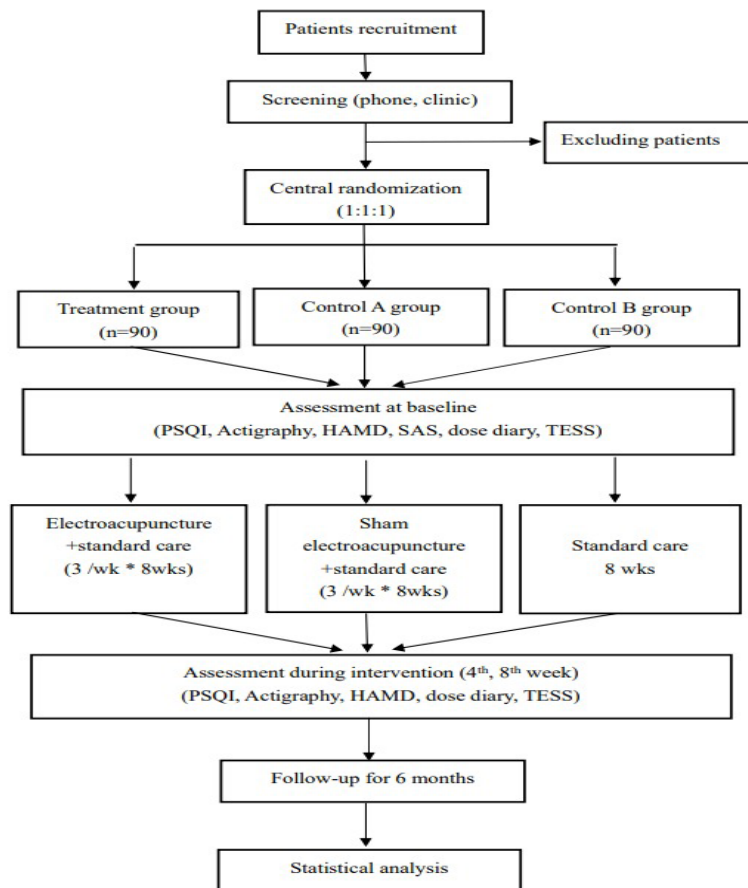 Patients recruitment
Screening (phone, clinic)
Excluding patients
Central randomization
(1:1:1)
Treatment group
(n=90)
Control A group
(n=90)
Control B group
(n=90)
Assessment at baseline
(PSQI, Actigraphy, HAMD, SAS, dose diary, TESS)
Electroacupuncture
+standard care
(3 /wk * 8wks)
Sham
electroacupuncture
+standard care
(3 /wk * 8wks)
Standard care
8 wks
Assessment during intervention (4th, 8th week)
(PSQI, Actigraphy, HAMD, dose diary, TESS)
Follow-up for 6 months
Statistical analysis